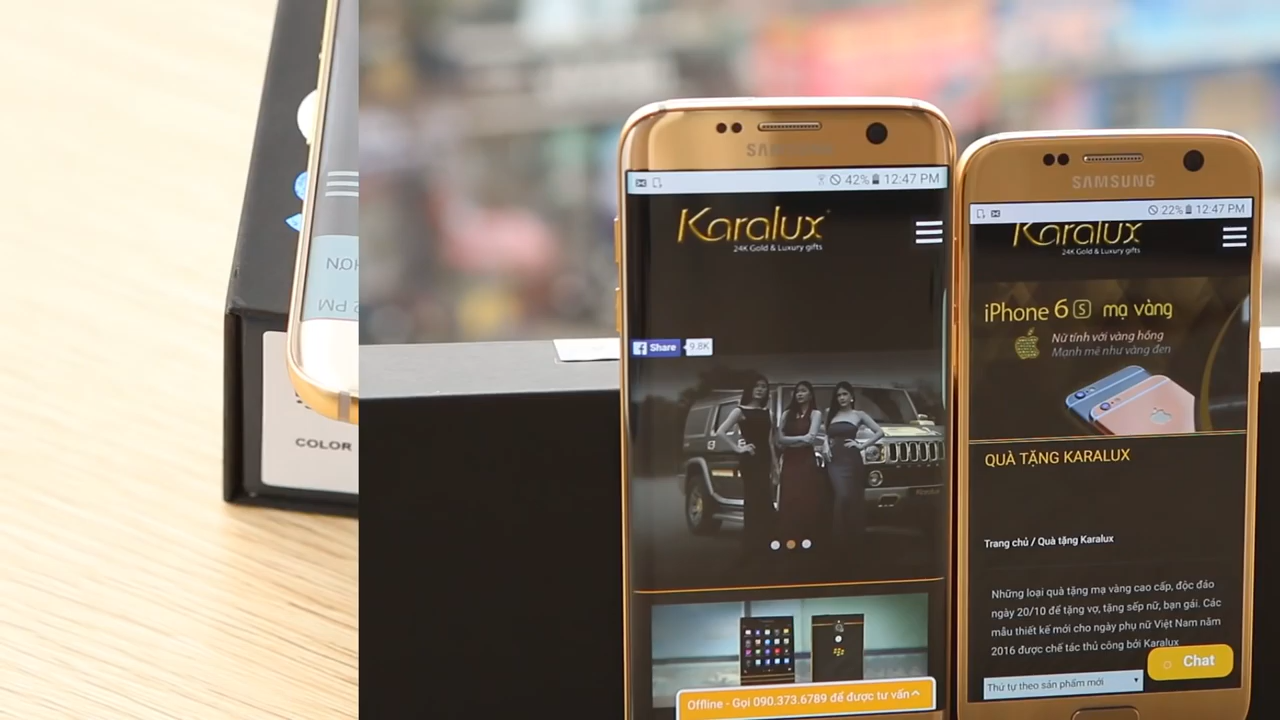 COLOR
SAMSUNG
42% 12:47 PM
Karalux
24K Gold & Luxury gifts
Share 9.8K
Offline - Gọi 090.373.6789 để được tư vấn
SAMSUNG
22% 12:47 PM
Karalux
24K Gold & Luxury gifts
iPhone 6 S mạ vàng
Nữ tính với vàng hồng
Mạnh mẽ như vàng đen
QUÀ TẶNG KARALUX
Trang chủ / Quà tặng Karalux
Những loại quà tặng mạ vàng cao cấp, độc đáo
ngày 20/10 để tặng vợ, tặng sếp nữ, bạn gái. Các
mẫu thiết kế mới cho ngày phụ nữ Việt Nam năm
2016 được chế tác thủ công bởi Karalux
Chat
Thứ tự theo sản phẩm mới